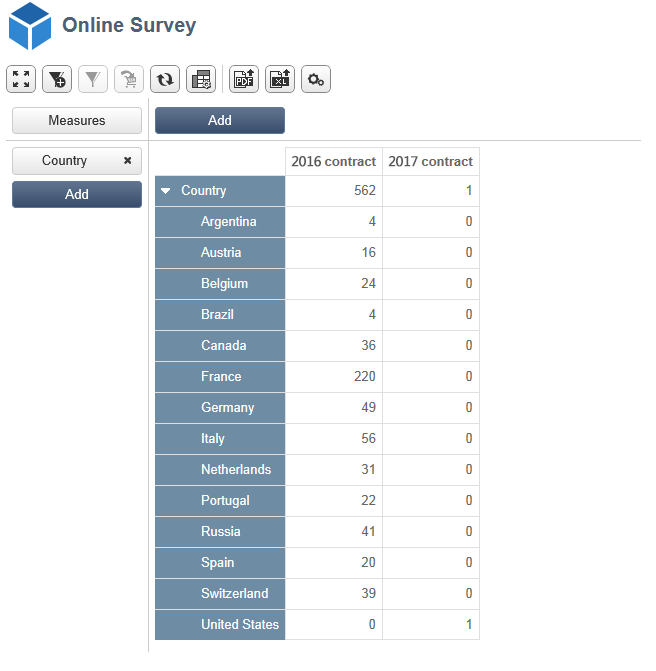 Online Survey
PDF XL
Measures Add
Country ×
Add
2016 contract 2017 contract
Country 562 1
Argentina 4 0
Austria 16 0
Belgium 24 0
Brazil 4 0
Canada 36 0
France 220 0
Germany 49 0
Italy 56 0
Netherlands 31 0
Portugal 22 0
Russia 41 0
Spain 20 0
Switzerland 39 0
United States 0 1